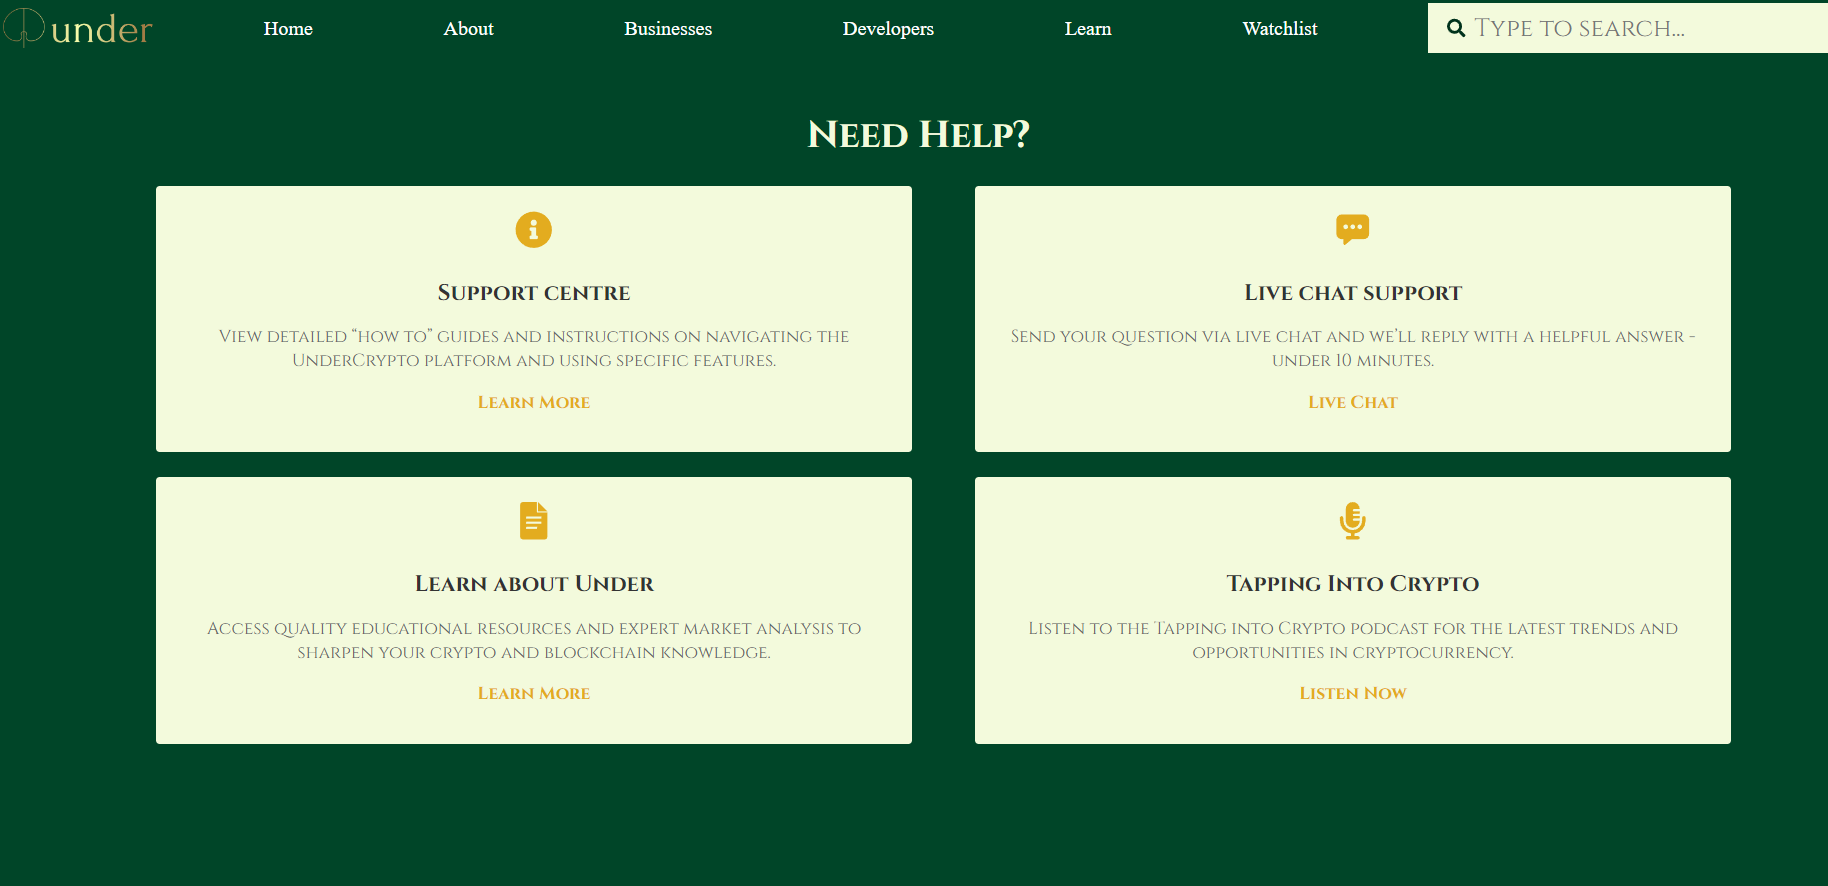 under
Home
About
Businesses
Developers
Learn
Watchlist
Type to search...
Need Help?
Support centre
View detailed “how to” guides and instructions on navigating the
UnderCrypto platform and using specific features.
Learn More
Live chat support
Send your question via live chat and we’ll reply with a helpful answer -
under 10 minutes.
Live Chat
Learn about Under
Access quality educational resources and expert market analysis to
sharpen your crypto and blockchain knowledge.
Learn More
Tapping Into Crypto
Listen to the Tapping into Crypto podcast for the latest trends and
opportunities in cryptocurrency.
Listen Now